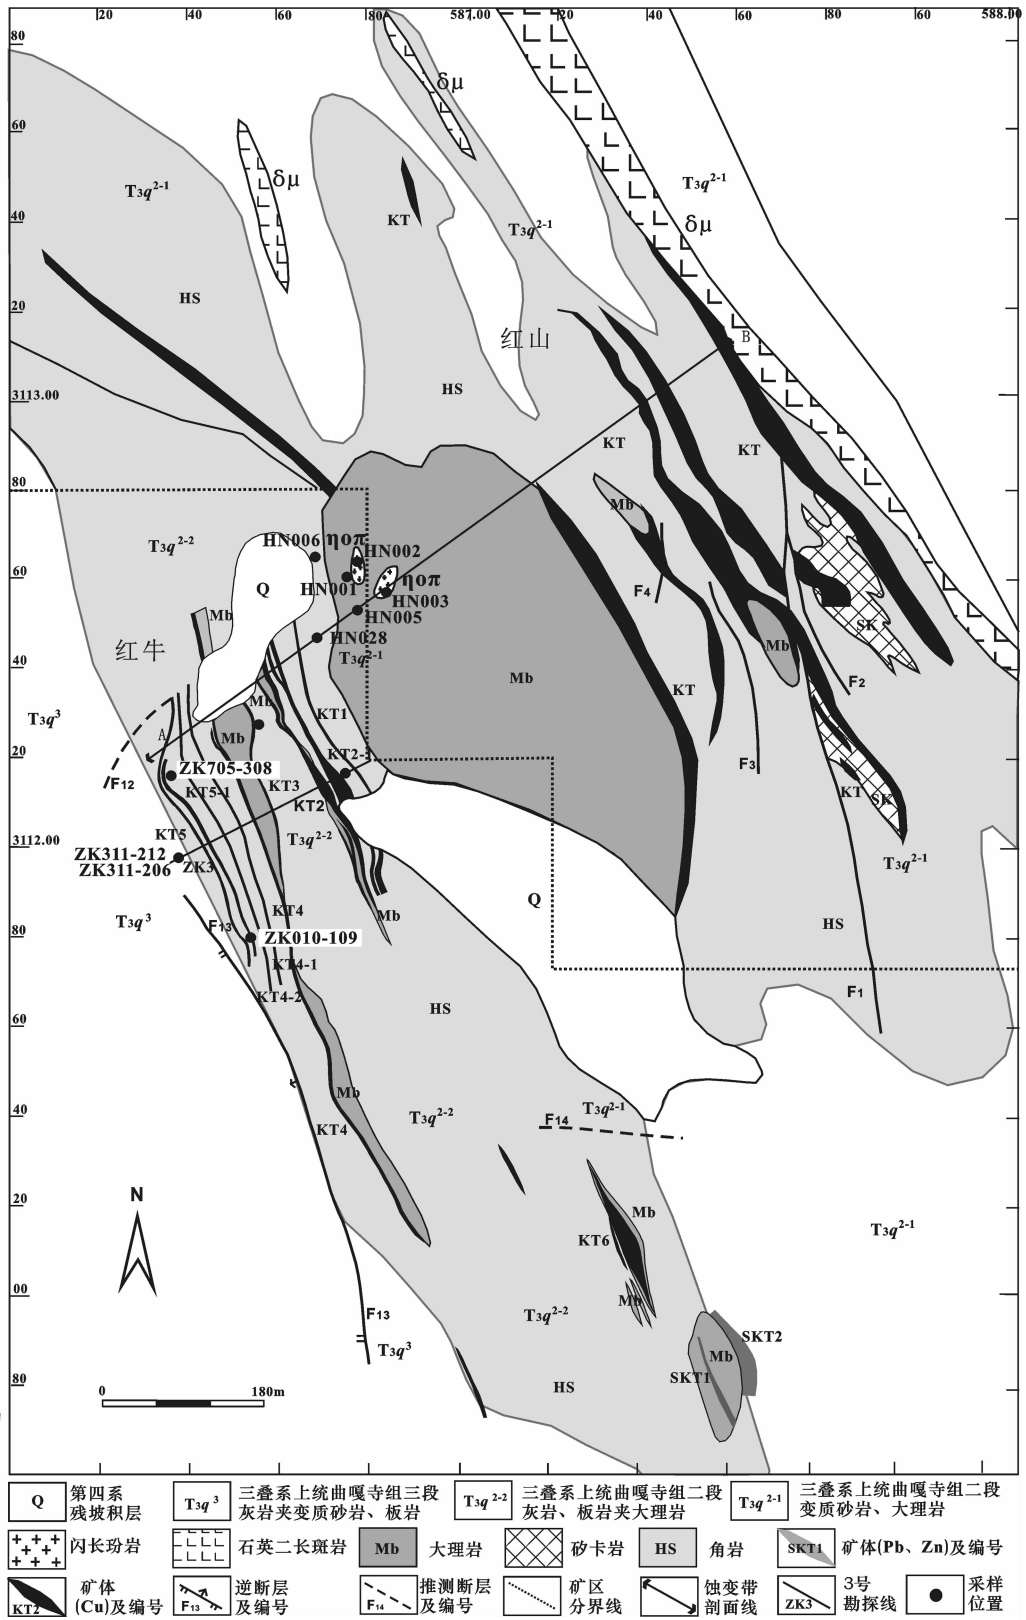 20 40 80 587.00 20 40 60 80 60 588.00
80
δμ
60
T₃q²⁻¹
δμ
T₃q²⁻¹
40
KT
T₃q²⁻¹
δμ
HS
20
红山
B
3113.00
HS
KT
KT
80
Mb
HN006 ηοπ
T₃q²⁻²
HN002
60
Q
HN001
ηοπ
F4
HN003
Mb
HN005
SK
红牛
HN028
Mb
T₃q²⁻¹
40
Mb
F2
KT
Mb
T₃q³
KT1
A
Mb
20
KT2-
F3
ZK705-308
F12
KT5-1
KT3
KT
SK
KT2
KT5
T₃q²⁻²
3112.00
ZK311-212
T₃q²⁻¹
ZK311-206
ZK3
Q
T₃q³
KT4
Mb
F13
HS
80
ZK010-109
KT4-1
KT4-2
F1
HS
60
Mb
T₃q²⁻¹
40
T₃q²⁻²
F14
KT4
N
20
Mb
T₃q²⁻¹
KT6
00
Mb
F13
T₃q²⁻²
T₃q³
SKT2
Mb
SKT1
80
HS
0 180m
Q 第四系
残坡积层
T₃q³ 三叠系上统曲嘎寺组三段
灰岩夹变质砂岩、板岩
T₃q²⁻² 三叠系上统曲嘎寺组二段
灰岩、板岩夹大理岩
T₃q²⁻¹ 三叠系上统曲嘎寺组二段
变质砂岩、大理岩
闪长玢岩
石英二长斑岩
Mb 大理岩
矽卡岩
HS 角岩
SKT1 矿体(Pb、Zn)及编号
KT2 矿体
(Cu)及编号
F13 逆断层
及编号
F14 推测断层
及编号
矿区
分界线
蚀变带
剖面线
ZK3 3号
勘探线
采样
位置